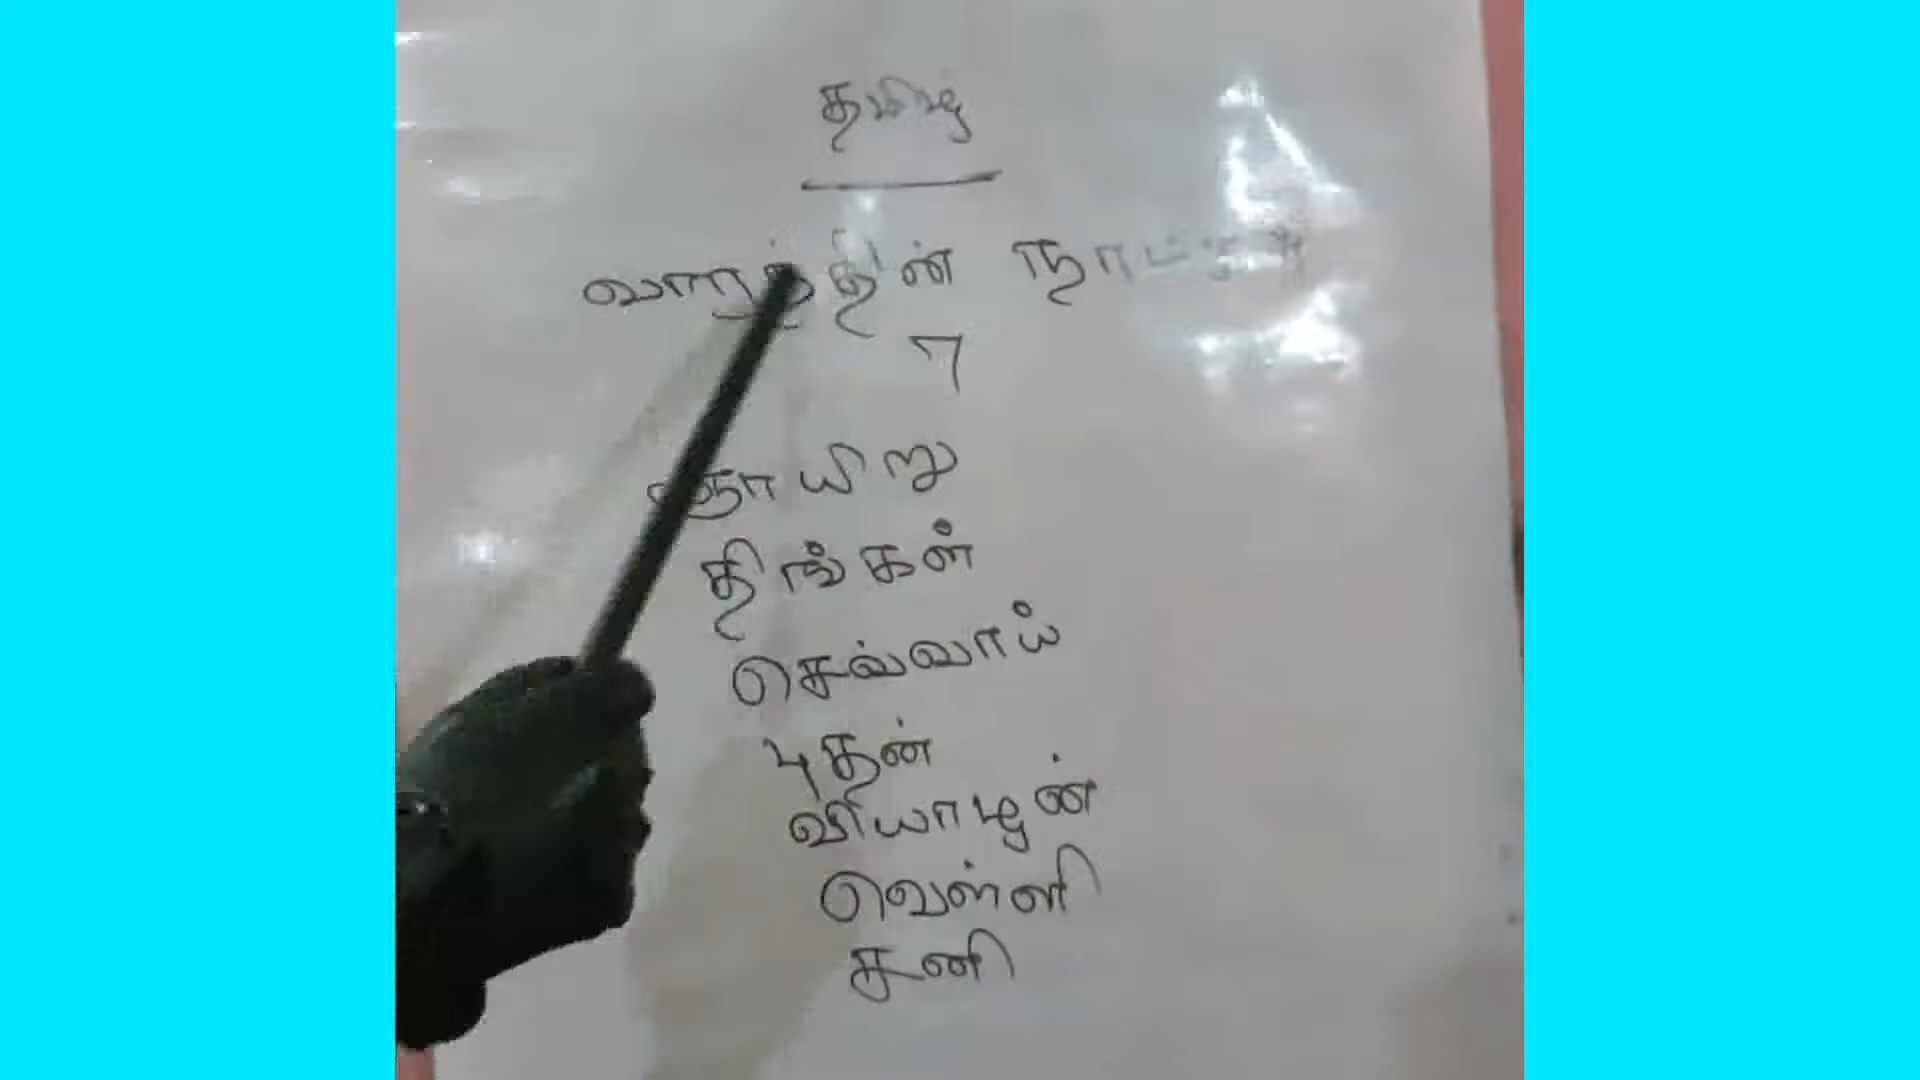 தமிழ்
வாரத்தின் நாட்கள்
7
ஞாயிறு
திங்கள்
செவ்வாய்
புதன்
வியாழன்
வெள்ளி
சனி